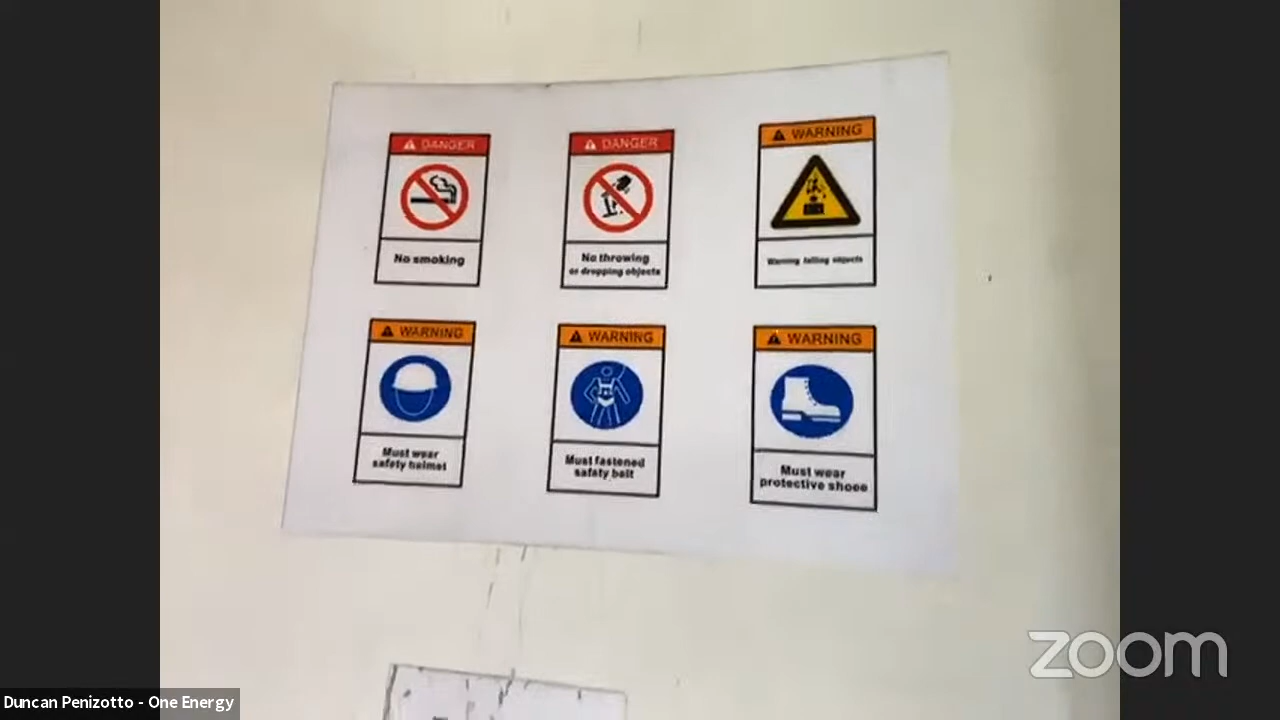 DANGER
No smoking
DANGER
No throwing
or dropping objects
WARNING
Warning falling objects
WARNING
Must wear
safety helmet
WARNING
Must fastened
safety belt
WARNING
Must wear
protective shoee
zoom
Duncan Penizotto - One Energy